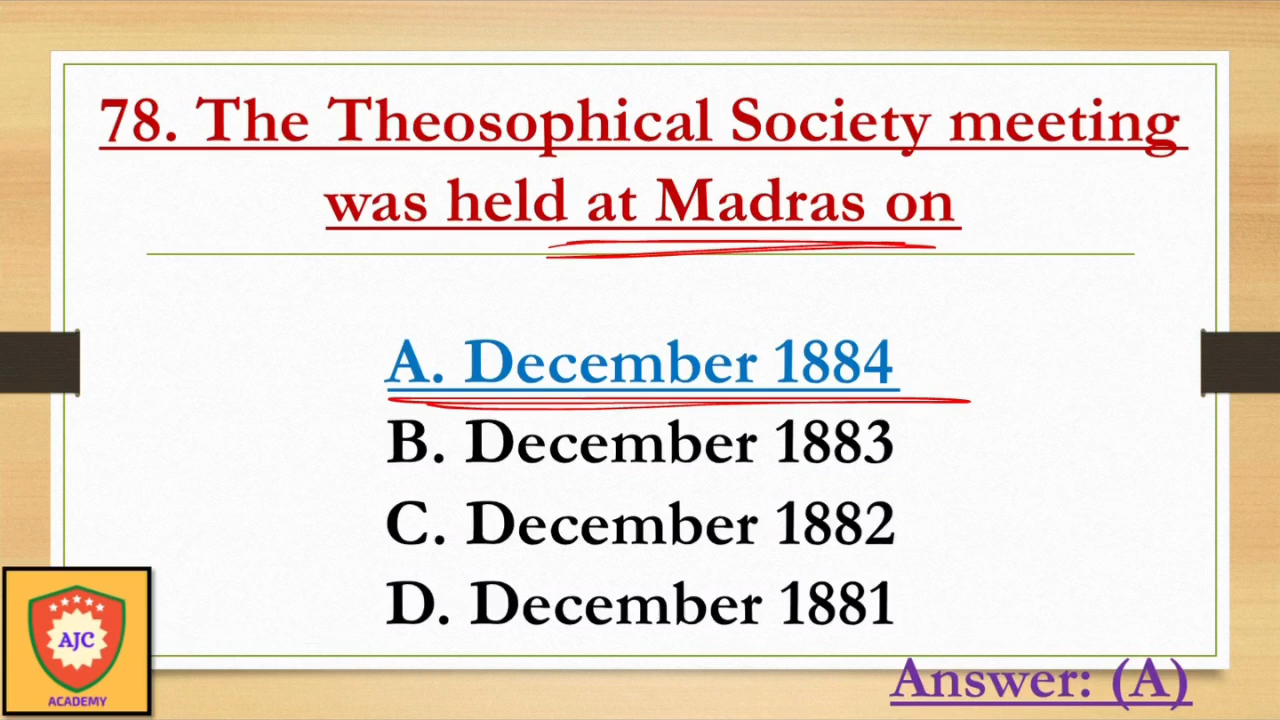 78. The Theosophical Society meeting
was held at Madras on
A. December 1884
B. December 1883
C. December 1882
D. December 1881
AJC
ACADEMY
Answer: (A)